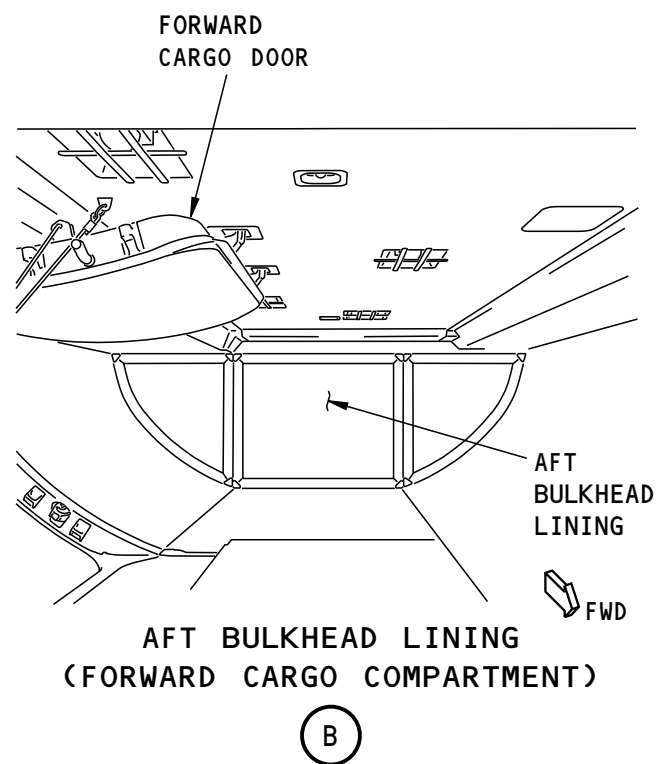 FORWARD
CARGO DOOR
AFT
BULKHEAD
LINING
FWD
AFT BULKHEAD LINING
(FORWARD CARGO COMPARTMENT)
B